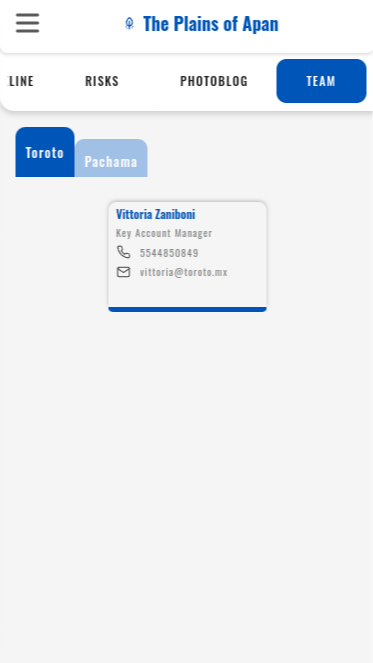 The Plains of Apan
LINE RISKS PHOTOBLOG TEAM
Toroto Pachama
Vittoria Zaniboni
Key Account Manager
5544850849
vittoria@toroto.mx